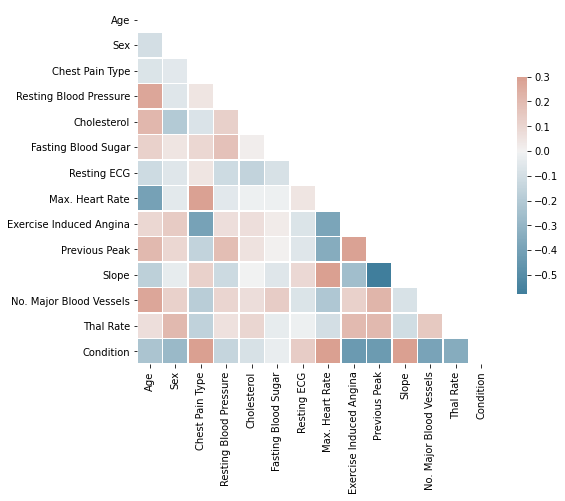 Age
Sex
Chest Pain Type
Resting Blood Pressure
Cholesterol
Fasting Blood Sugar
Resting ECG
Max. Heart Rate
Exercise Induced Angina
Previous Peak
Slope
No. Major Blood Vessels
Thal Rate
Condition
Age
Sex
Chest Pain Type
Resting Blood Pressure
Cholesterol
Fasting Blood Sugar
Resting ECG
Max. Heart Rate
Exercise Induced Angina
Previous Peak
Slope
No. Major Blood Vessels
Thal Rate
Condition
0.3
0.2
0.1
0.0
−0.1
−0.2
−0.3
−0.4
−0.5